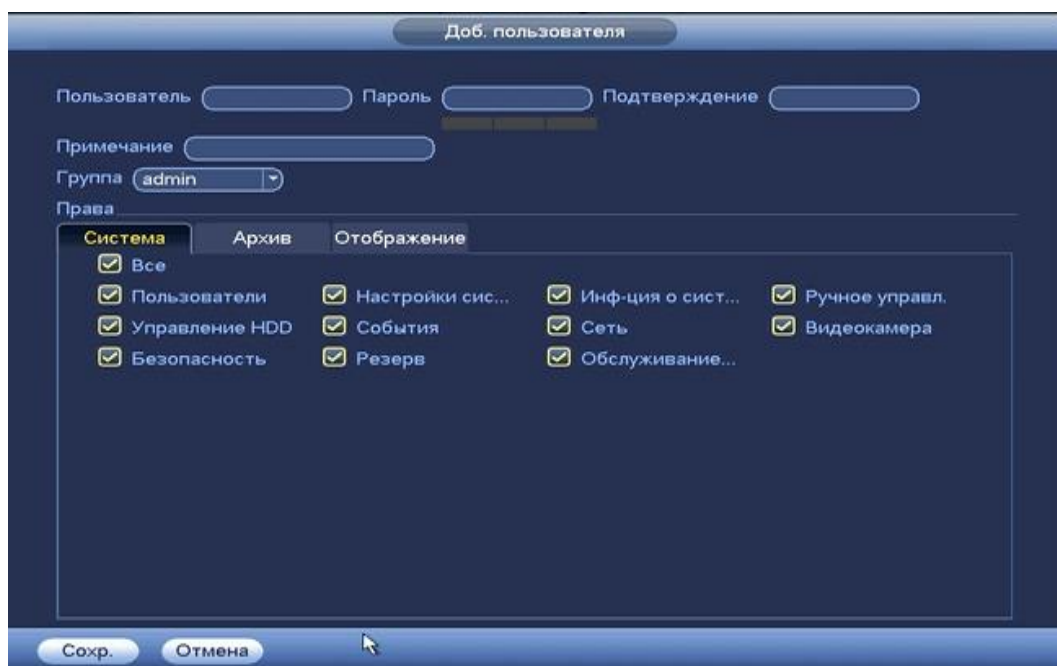 Доб. пользователя
Пользователь Пароль Подтверждение
Примечание
Группа admin
Права
Система Архив Отображение
Все
Пользователи Настройки сис... Инф-ция о сист... Ручное управл.
Управление HDD События Сеть Видеокамера
Безопасность Резерв Обслуживание...
Сохр. Отмена